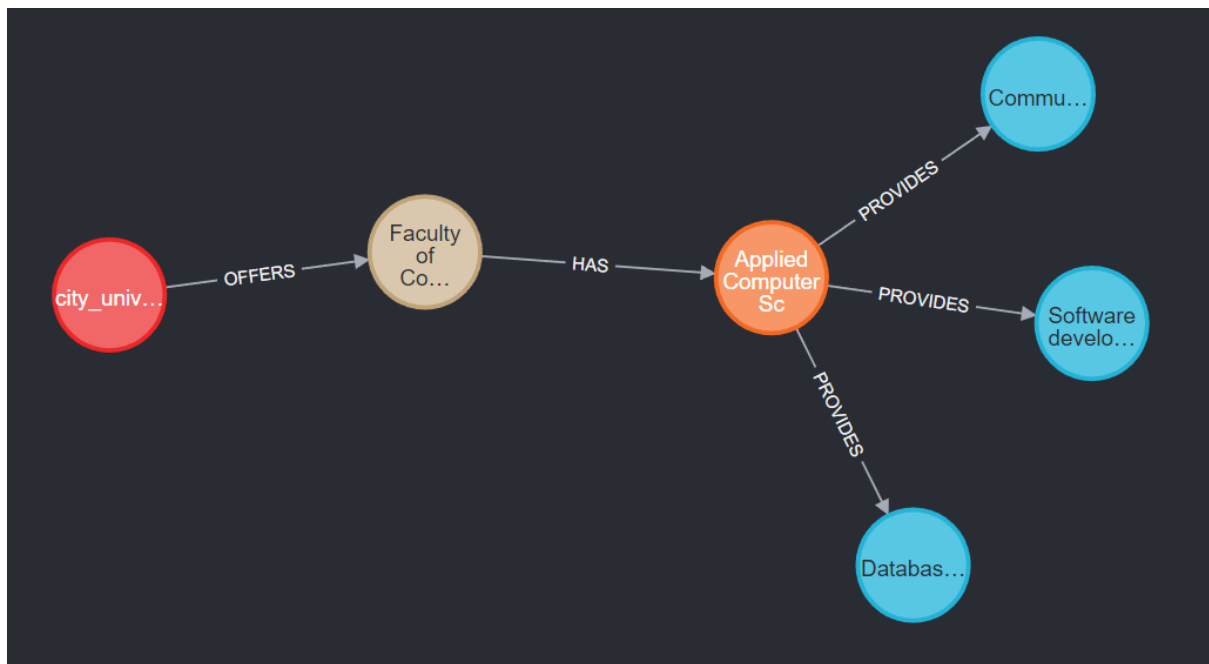 city_univ…
OFFERS
Faculty
of
Co…
HAS
Applied
Computer
Sc
PROVIDES
Commu…
PROVIDES
Software
develo…
PROVIDES
Databas…